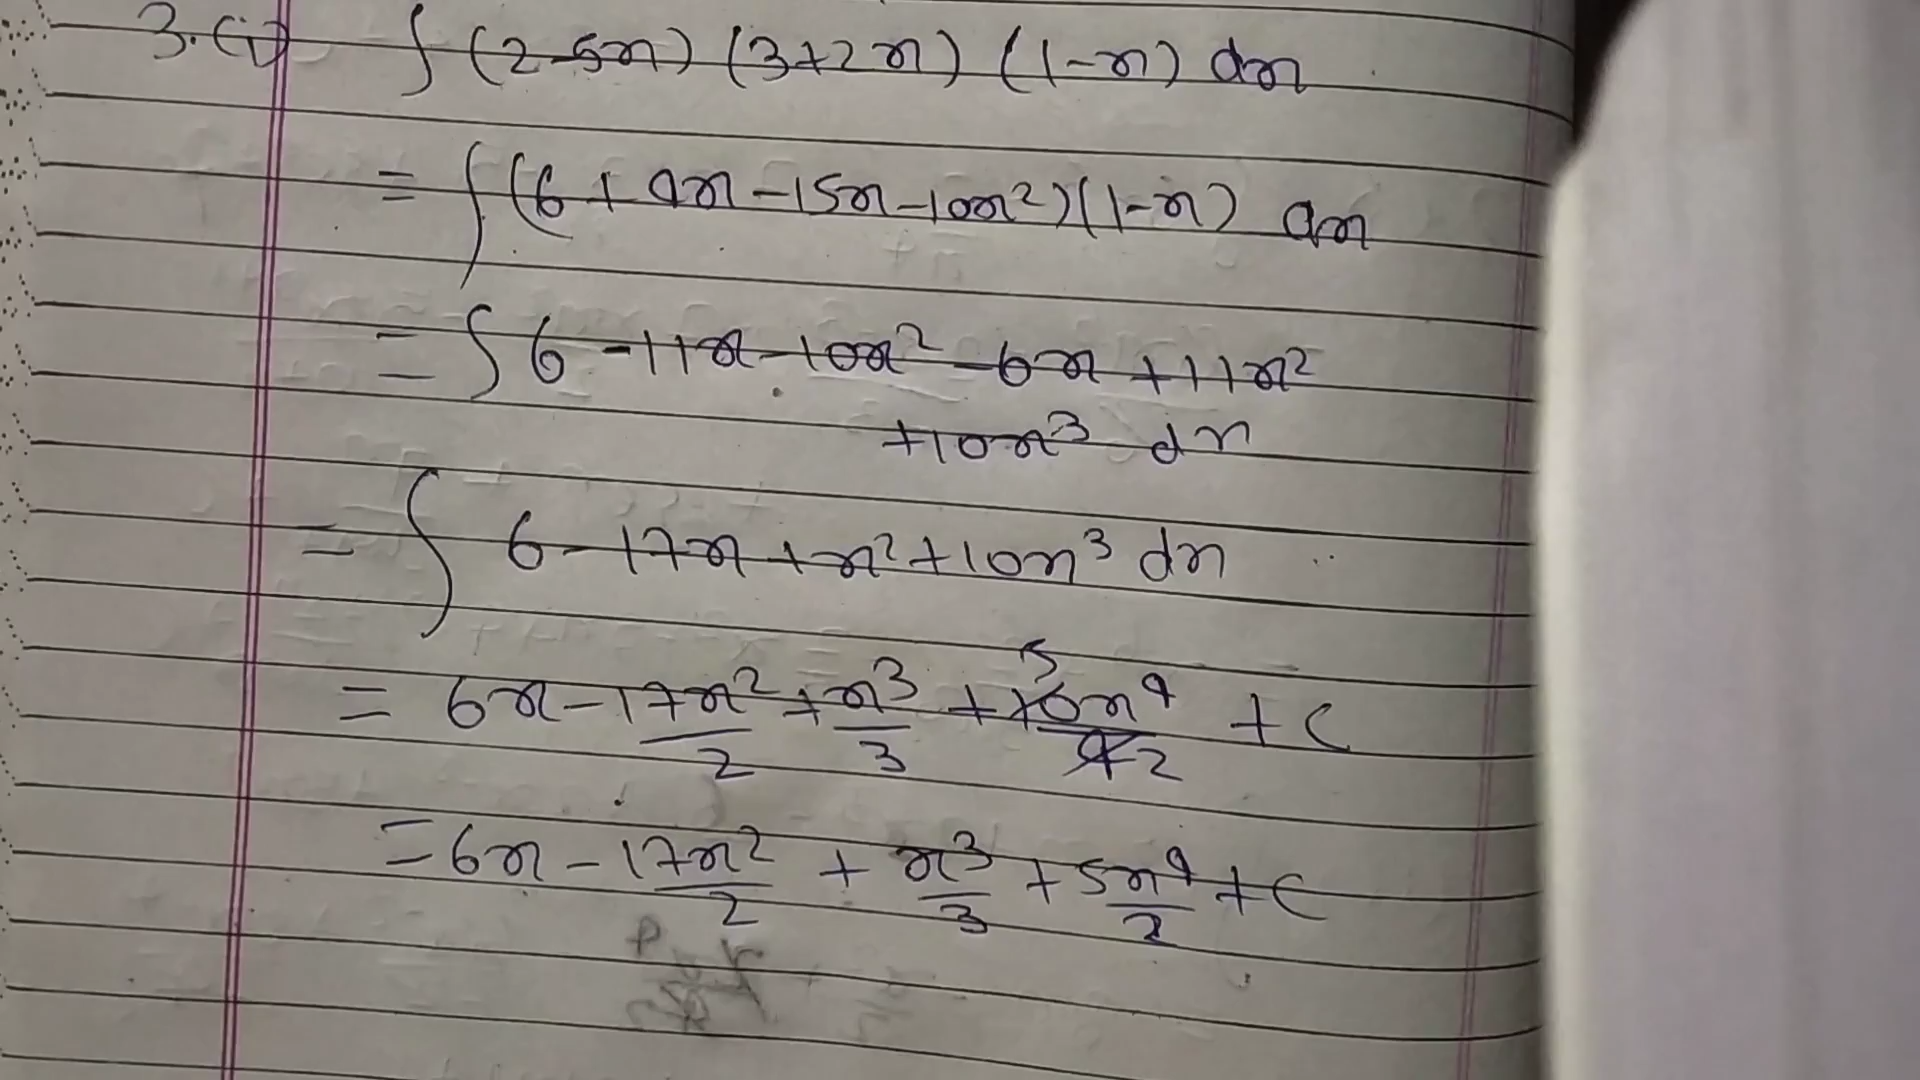 3.(i) ∫ (2-5x) (3+2x) (1-x) dx
= ∫ (6 + 4x - 15x - 10x²)(1-x) dx
= ∫ 6 - 11x - 10x² - 6x + 11x²
+10x³ dx
= ∫ 6 - 17x + x² + 10x³ dx
= 6x - 17x²/2 + x³/3 + 10x⁴/4 5/2 + C
= 6x - 17x²/2 + x³/3 + 5x⁴/2 + C